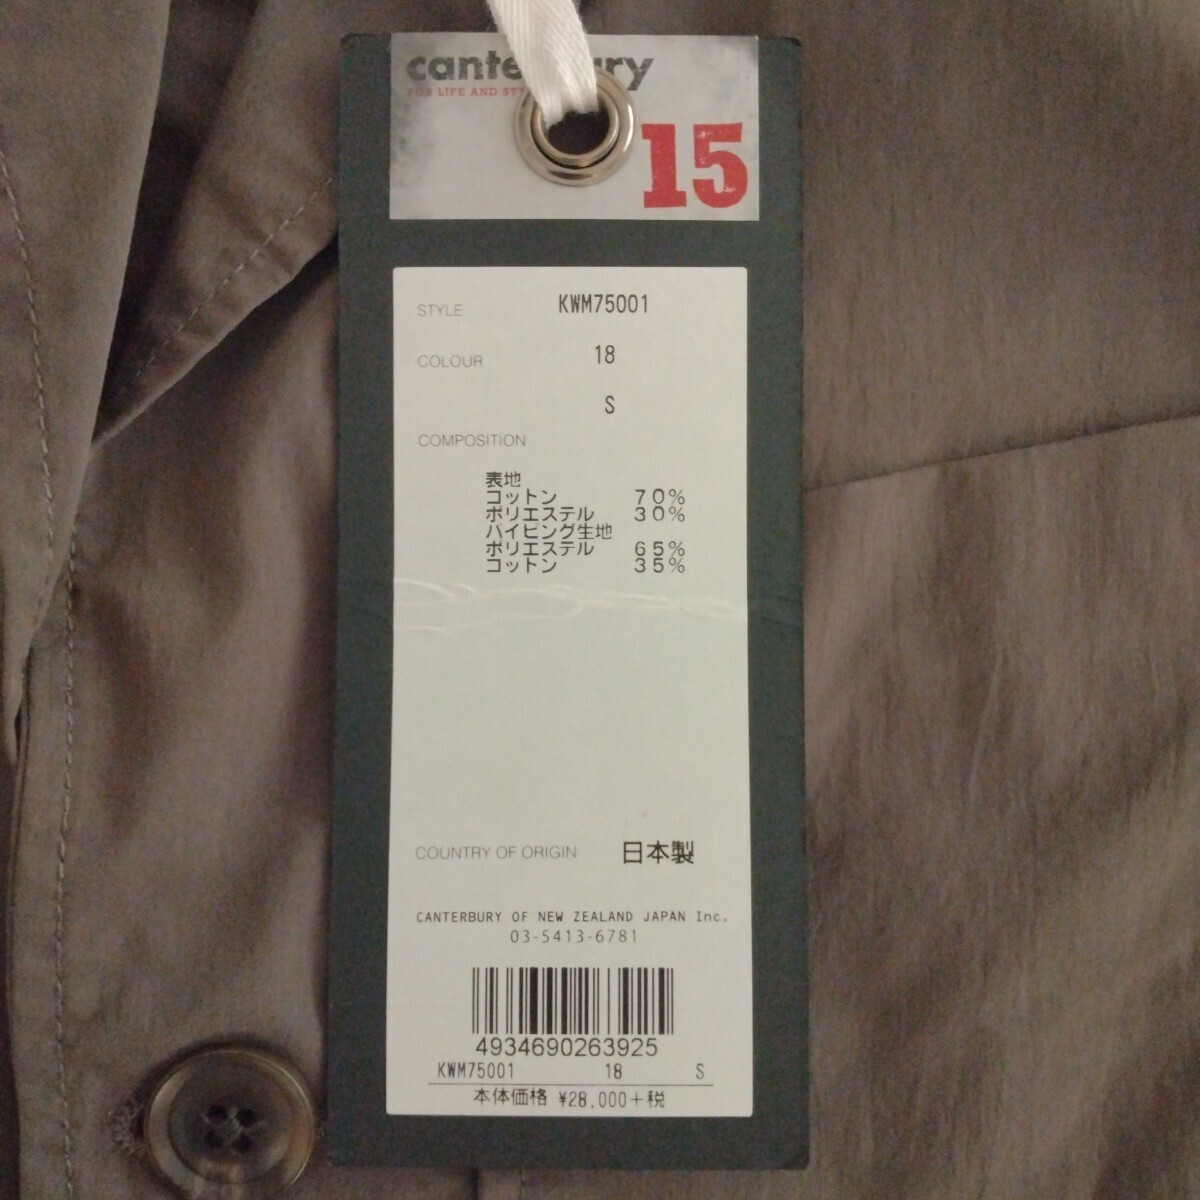 FOR LIFE AND
15
STYLE KWM75001
COLOUR 18
S
COMPOSITION
表地
コットン 70%
ポリエステル 30%
パイピング生地
ポリエステル 65%
コットン 35%
COUNTRY OF ORIGIN 日本製
CANTERBURY OF NEW ZEALAND JAPAN Inc.
03-5413-6781
4934690263925
KWM75001 18 S
本体価格 ¥28,000+税